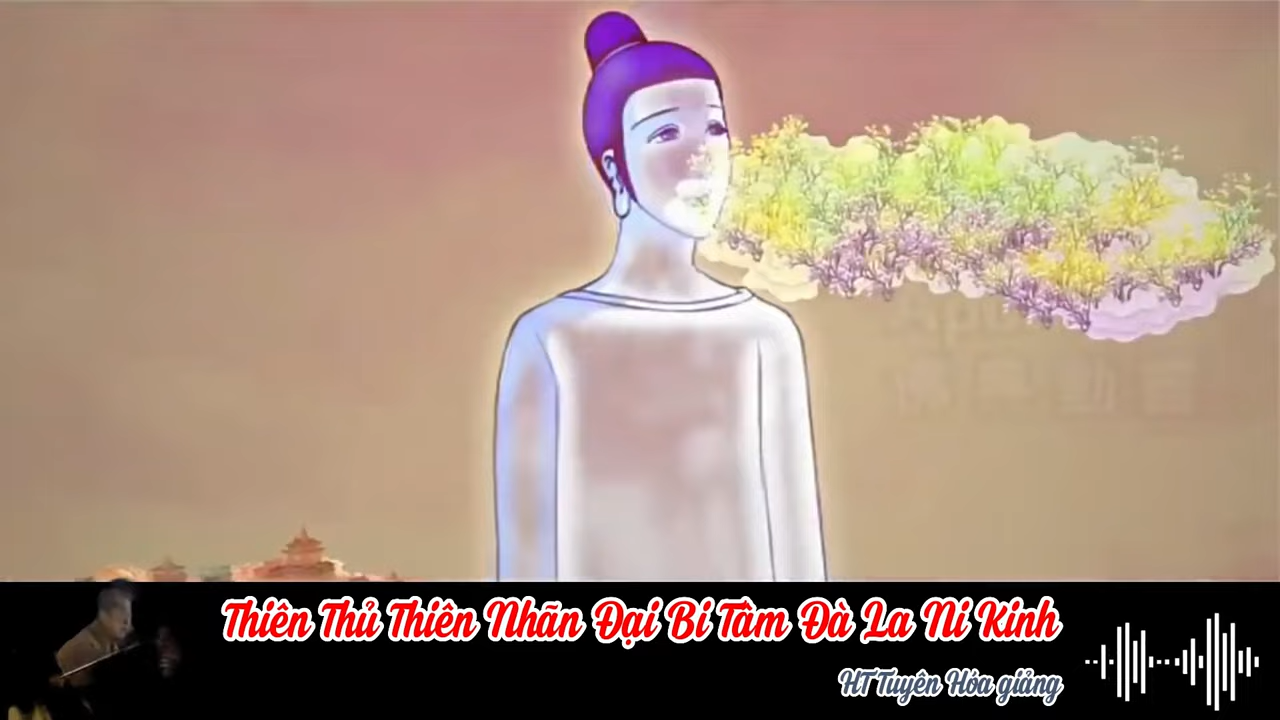 Thiên Thủ Thiên Nhãn Đại Bi Tâm Đà La Ni Kinh
HT Tuyên Hóa giảng